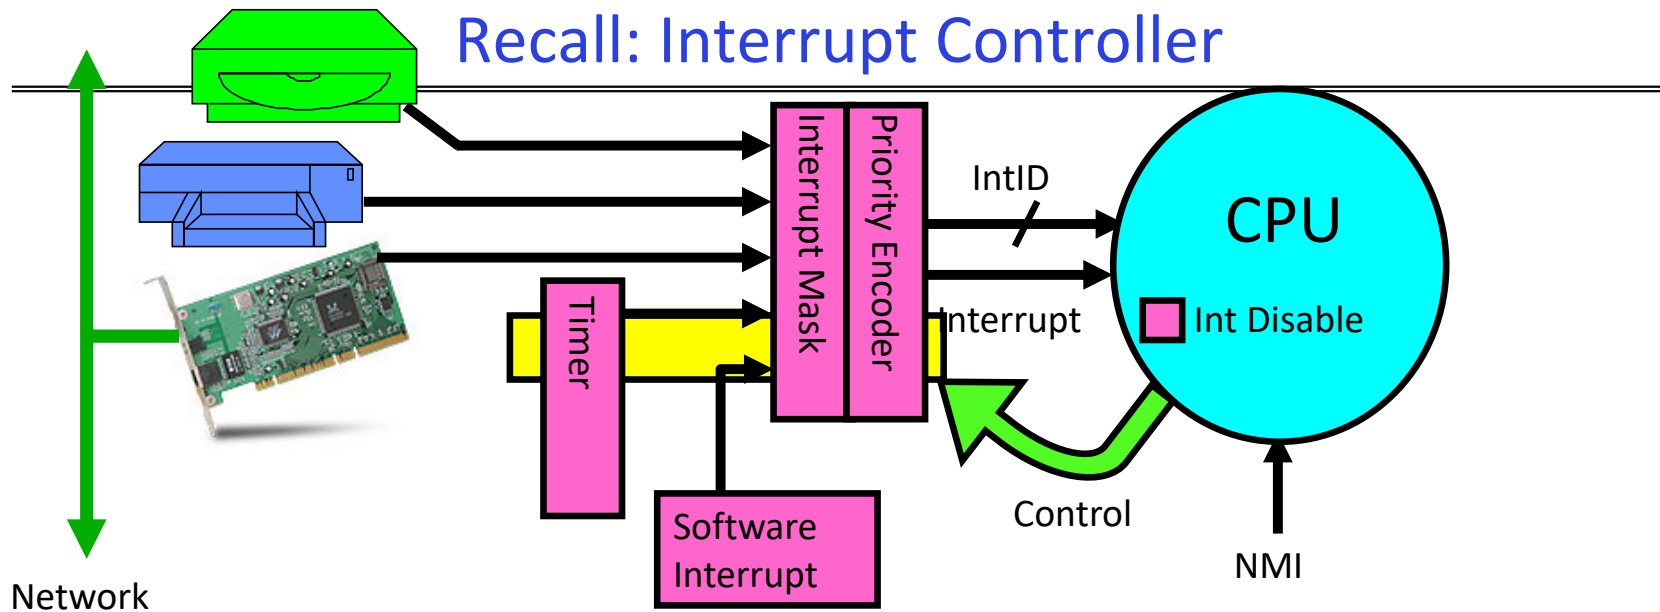 Recall: Interrupt Controller
Interrupt Mask
Priority Encoder
IntID
CPU
Interrupt
Int Disable
Timer
Software
Interrupt
Control
NMI
Network